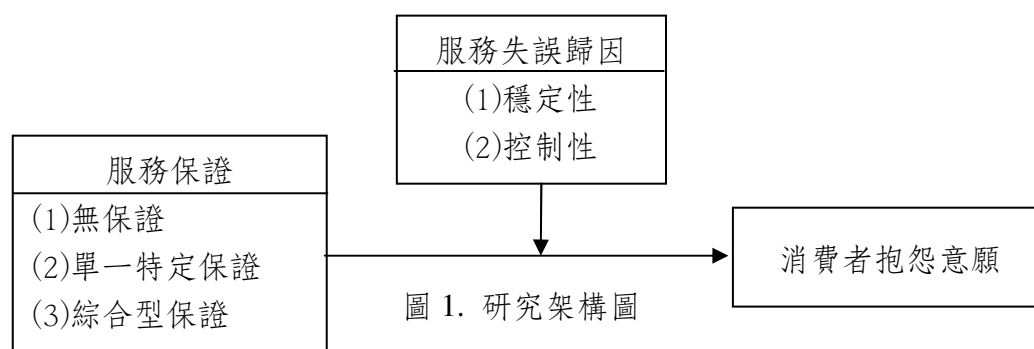 服務失誤歸因
(1)穩定性
(2)控制性
服務保證
(1)無保證
(2)單一特定保證
(3)綜合型保證
消費者抱怨意願
圖 1. 研究架構圖